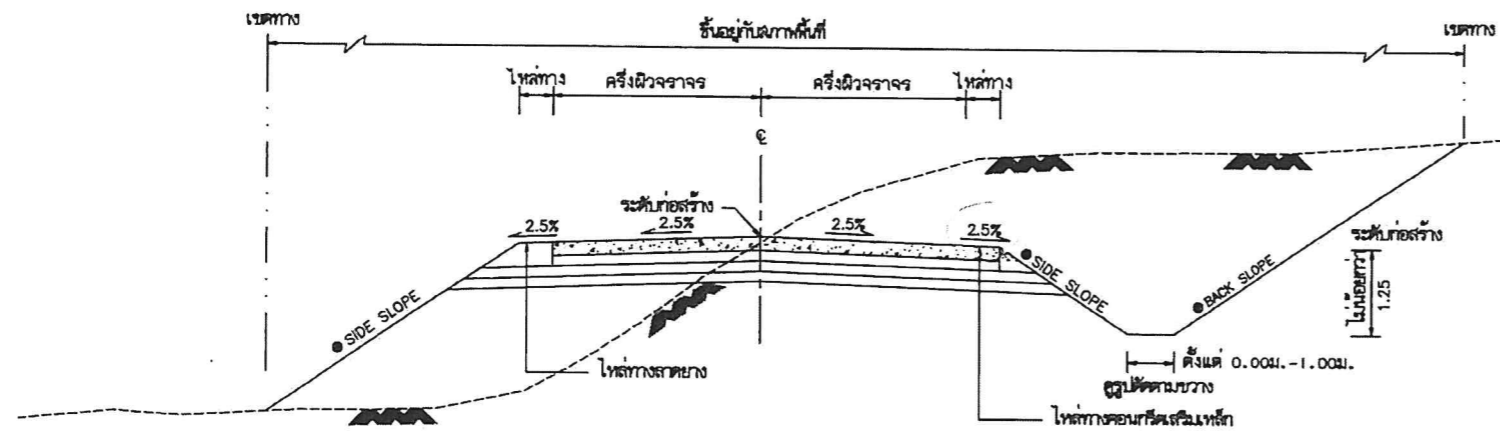 เขตทาง
เขตทาง
ขึ้นอยู่กับสภาพพื้นที่
ไหล่ทาง
ครึ่งผิวจราจร
ครึ่งผิวจราจร
ไหล่ทาง
℄
ระดับก่อสร้าง
2.5%
2.5%
2.5%
2.5%
ระดับก่อสร้าง
ไม่น้อยกว่า
1.25
SIDE SLOPE
SIDE SLOPE
BACK SLOPE
ไหล่ทางลาดยาง
ตั้งแต่ 0.00ม.-1.00ม.
ดูรูปตัดตามขวาง
ไหล่ทางคอนกรีตเสริมเหล็ก